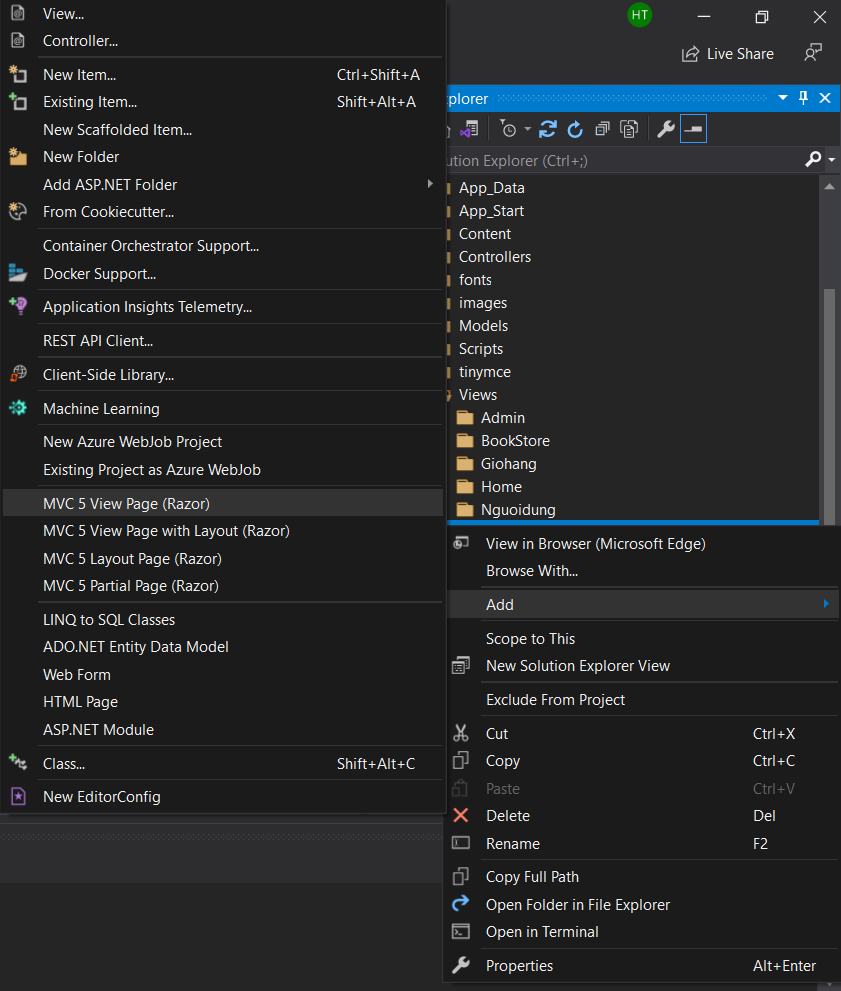 View...
Controller...
New Item... Ctrl+Shift+A
Existing Item... Shift+Alt+A
New Scaffolded Item...
New Folder
Add ASP.NET Folder
From Cookiecutter...
Container Orchestrator Support...
Docker Support...
Application Insights Telemetry...
REST API Client...
Client-Side Library...
Machine Learning
New Azure WebJob Project
Existing Project as Azure WebJob
MVC 5 View Page (Razor)
MVC 5 View Page with Layout (Razor)
MVC 5 Layout Page (Razor)
MVC 5 Partial Page (Razor)
LINQ to SQL Classes
ADO.NET Entity Data Model
Web Form
HTML Page
ASP.NET Module
Class... Shift+Alt+C
New EditorConfig
HT
Live Share
plorer
ution Explorer (Ctrl+;)
App_Data
App_Start
Content
Controllers
fonts
images
Models
Scripts
tinymce
Views
Admin
BookStore
Giohang
Home
Nguoidung
View in Browser (Microsoft Edge)
Browse With...
Add
Scope to This
New Solution Explorer View
Exclude From Project
Cut Ctrl+X
Copy Ctrl+C
Paste Ctrl+V
Delete Del
Rename F2
Copy Full Path
Open Folder in File Explorer
Open in Terminal
Properties Alt+Enter